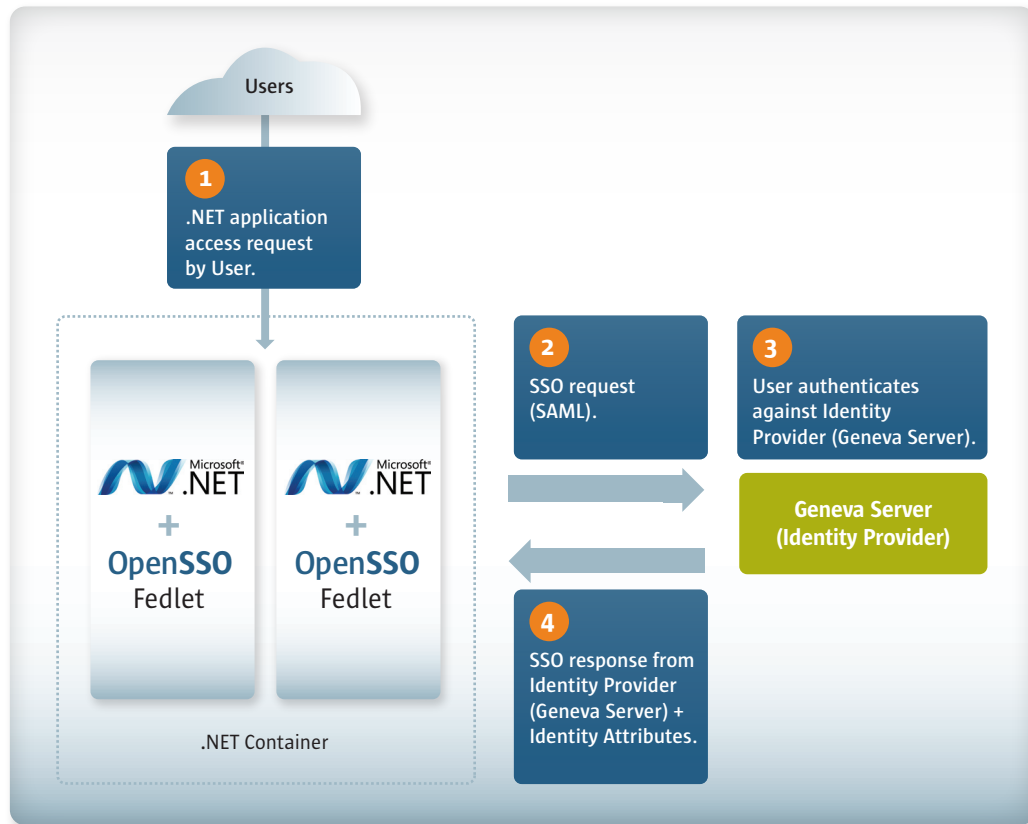 Users
1
.NET application
access request
by User.
2
SSO request
(SAML).
3
User authenticates
against Identity
Provider (Geneva Server).
Microsoft®
.NET
™
+
OpenSSO
Fedlet
Microsoft®
.NET
™
+
OpenSSO
Fedlet
Geneva Server
(Identity Provider)
4
SSO response from
Identity Provider
(Geneva Server) +
Identity Attributes.
.NET Container